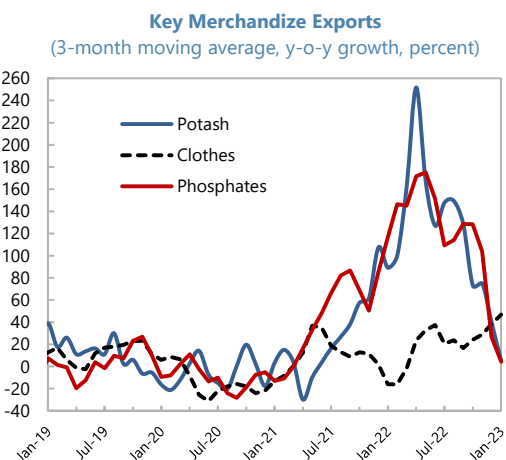 Key Merchandize Exports
(3-month moving average, y-o-y growth, percent)
260
240
220
200
180
160
140
120
100
80
60
40
20
0
-20
-40
Potash
Clothes
Phosphates
Jan-19
Jul-19
Jan-20
Jul-20
Jan-21
Jul-21
Jan-22
Jul-22
Jan-23